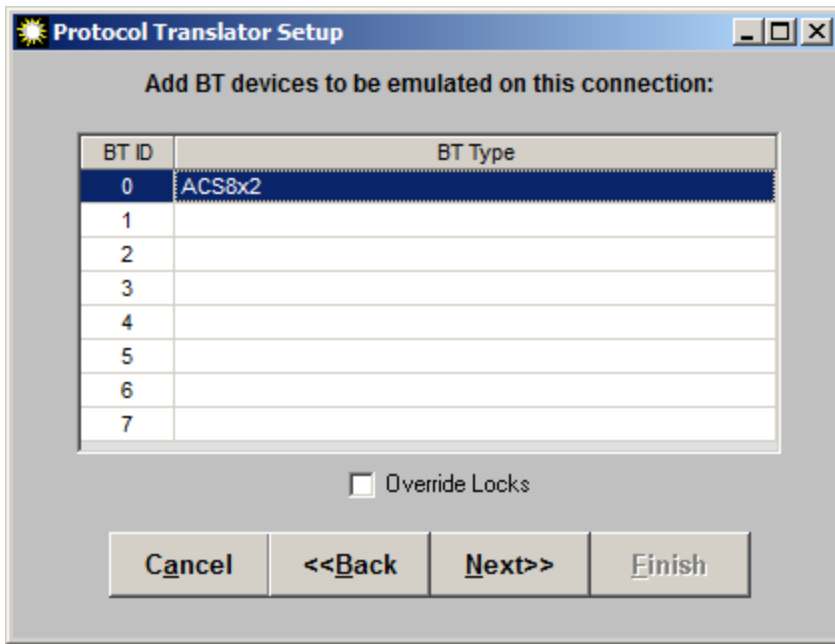 Protocol Translator Setup
Add BT devices to be emulated on this connection:
BT ID BT Type
0 ACS8x2
1
2
3
4
5
6
7
Override Locks
Cancel <<Back Next>> Finish